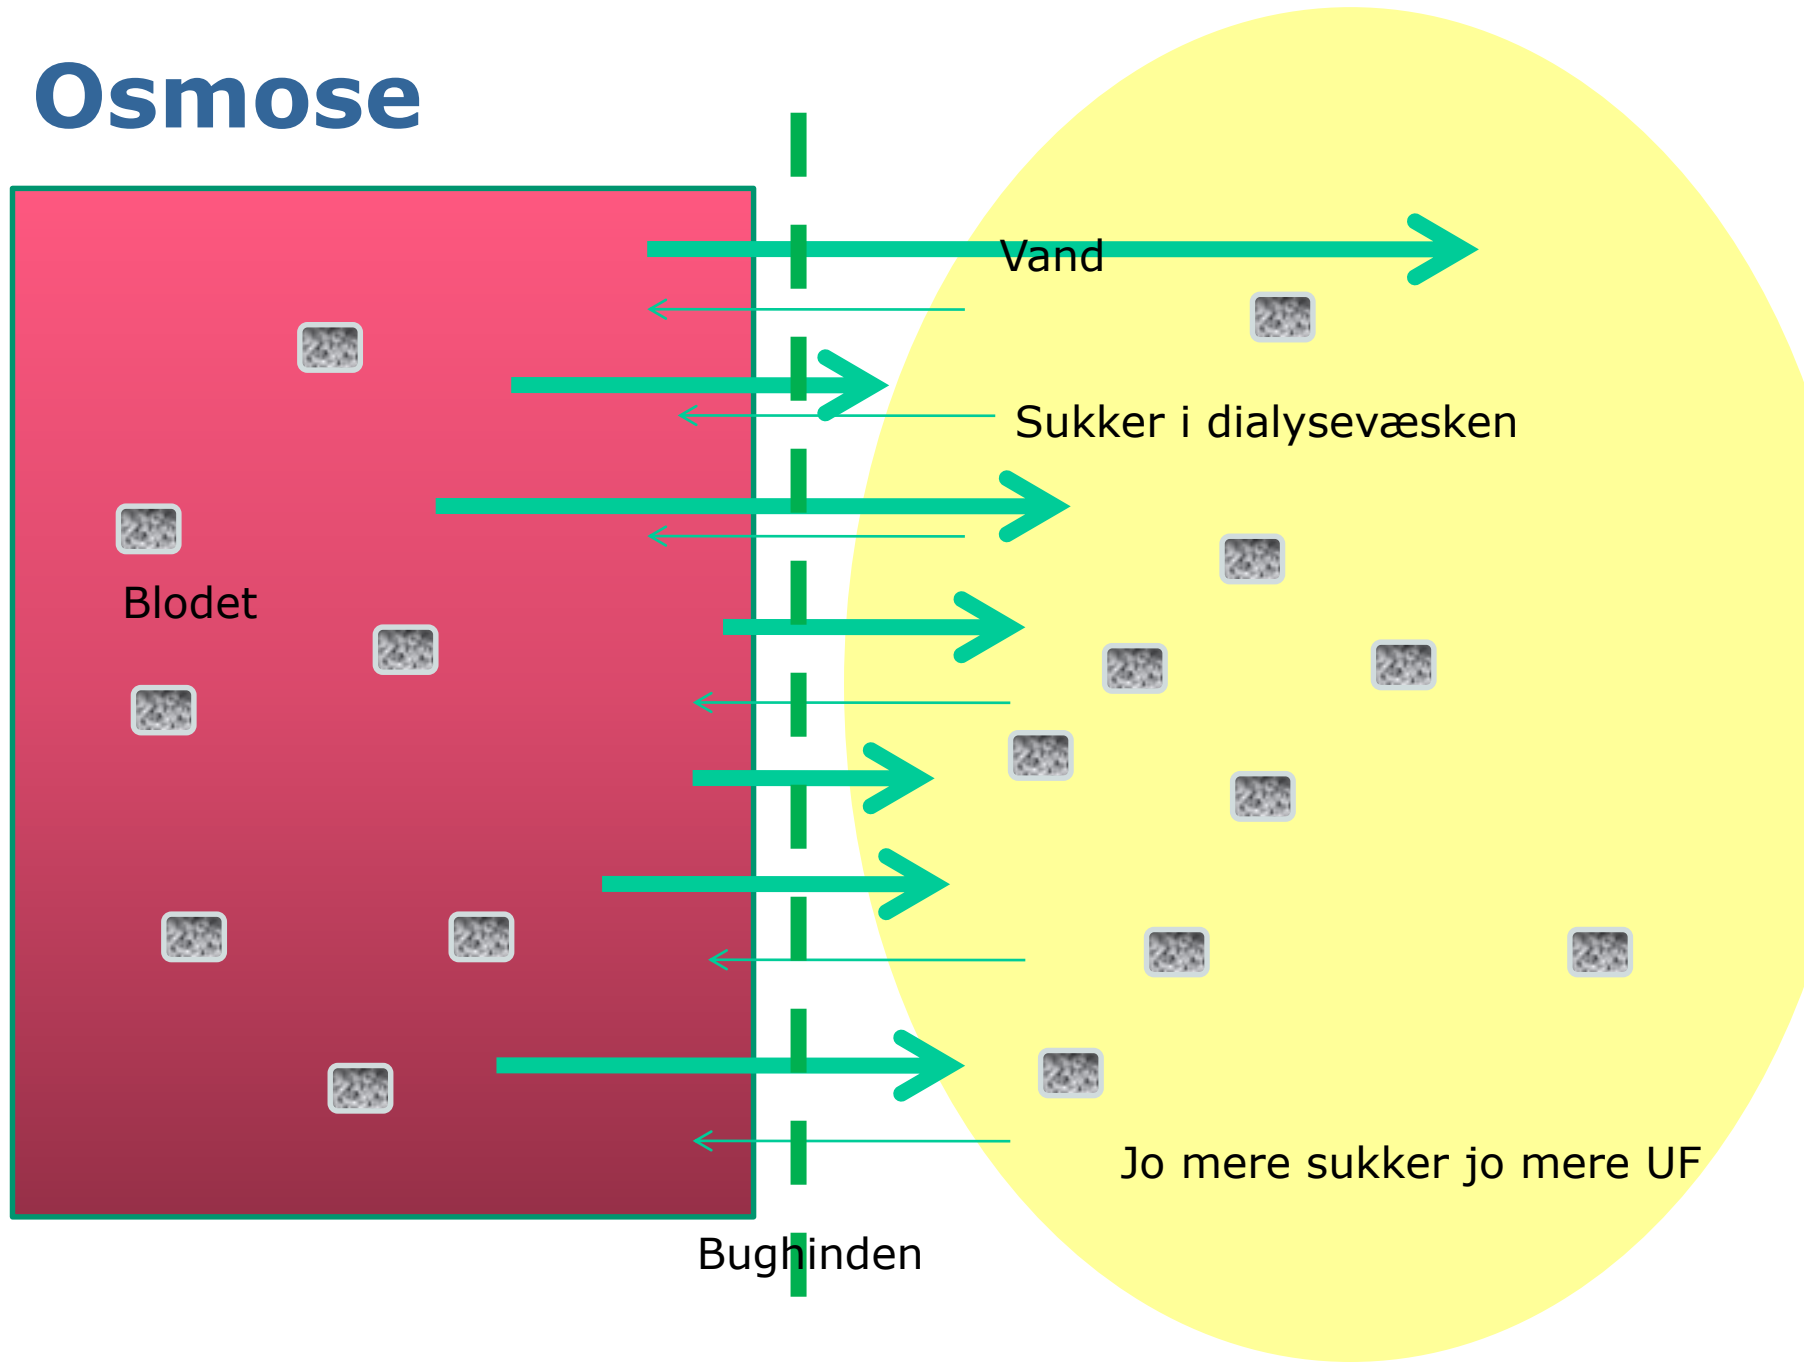 Osmose
Vand
Sukker i dialysevæsken
Blodet
Jo mere sukker jo mere UF
Bughinden